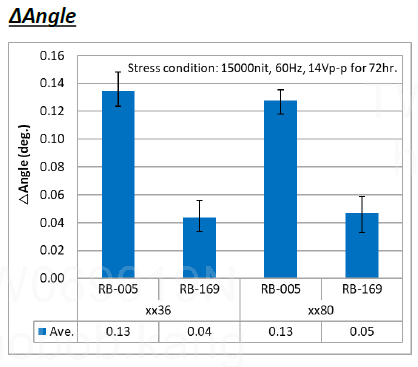 ΔAngle
Stress condition: 15000nit, 60Hz, 14Vp-p for 72hr.
△Angle (deg.)
0.16
0.14
0.12
0.10
0.08
0.06
0.04
0.02
0.00
RB-005 RB-169 RB-005 RB-169
xx36 xx80
Ave. 0.13 0.04 0.13 0.05